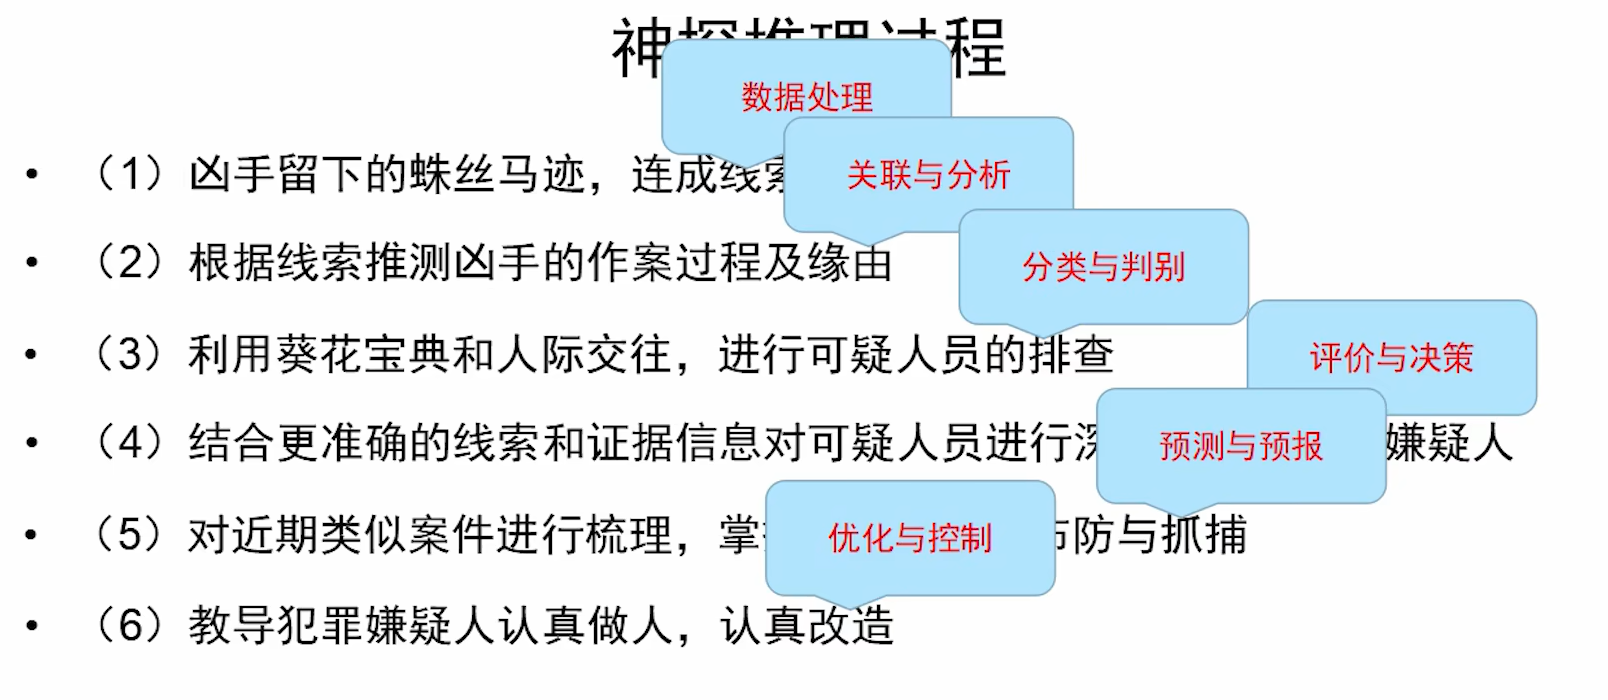 神探推理过程
数据处理
（1）凶手留下的蛛丝马迹，连成线索
关联与分析
（2）根据线索推测凶手的作案过程及缘由
分类与判别
（3）利用葵花宝典和人际交往，进行可疑人员的排查
评价与决策
（4）结合更准确的线索和证据信息对可疑人员进行深 嫌疑人
预测与预报
（5）对近期类似案件进行梳理，掌 布防与抓捕
优化与控制
（6）教导犯罪嫌疑人认真做人，认真改造